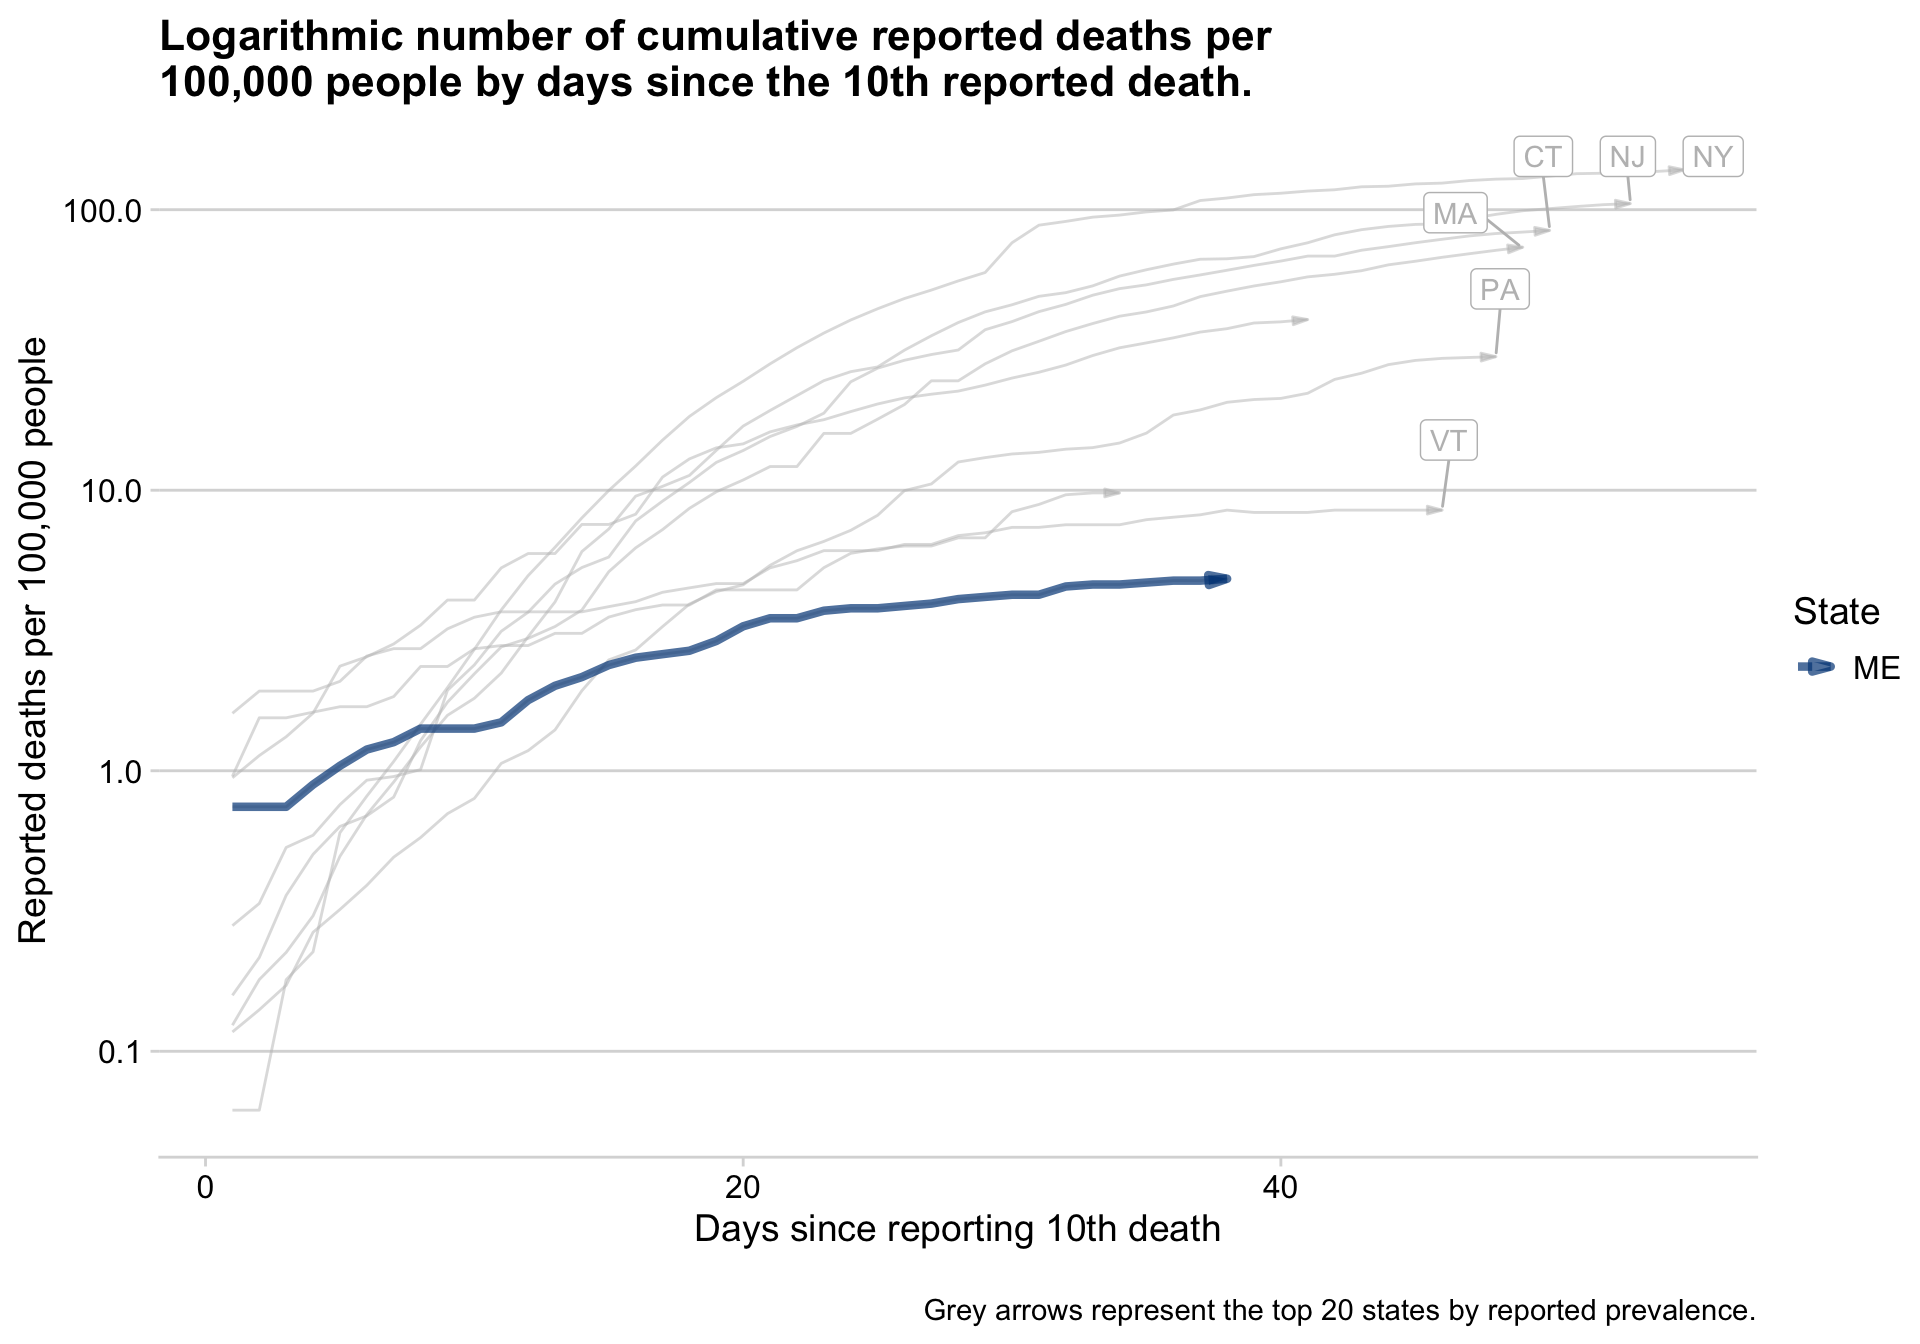 Logarithmic number of cumulative reported deaths per
100,000 people by days since the 10th reported death.
CT
NJ
NY
MA
PA
VT
100.0
10.0
1.0
0.1
Reported deaths per 100,000 people
0
20
40
Days since reporting 10th death
State
ME
Grey arrows represent the top 20 states by reported prevalence.